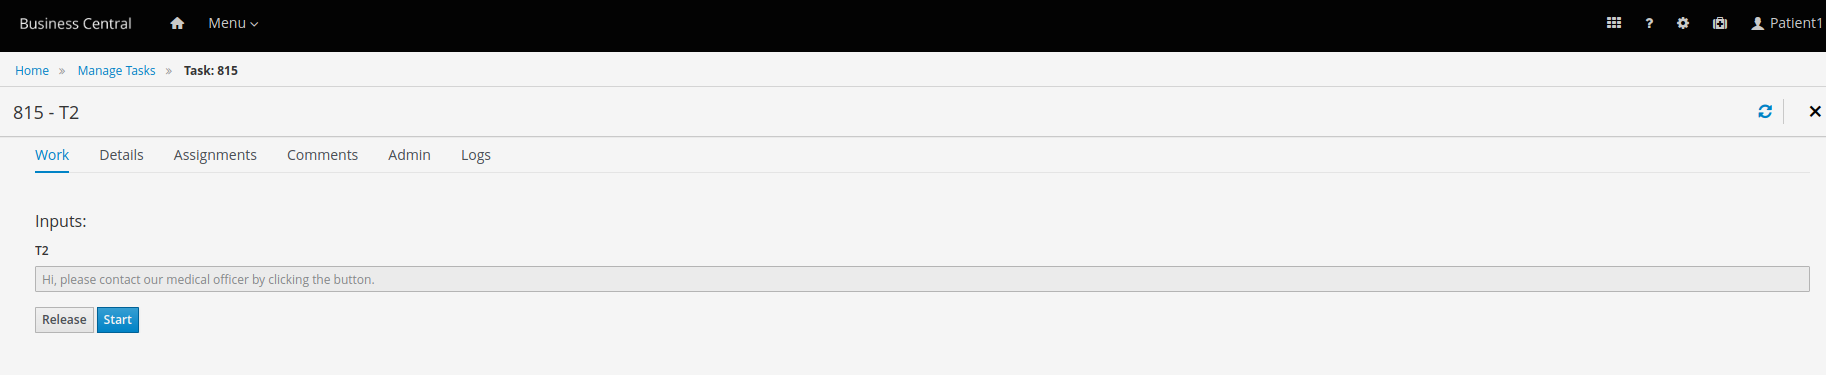 Business Central Menu ? Patient1
Home » Manage Tasks » Task: 815
815 - T2
Work Details Assignments Comments Admin Logs
Inputs:
T2
Hi, please contact our medical officer by clicking the button.
Release Start